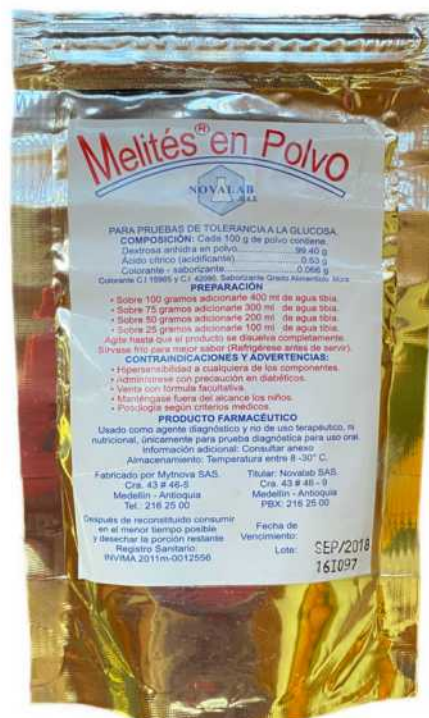 Melités® en Polvo
NOVALAB
S.A.S
PARA PRUEBAS DE TOLERANCIA A LA GLUCOSA.
COMPOSICIÓN: Cada 100 g de polvo contiene.
Dextrosa anhidra en polvo............99.40 g
Ácido cítrico (acidificante)............0.53 g
Colorante - saborizante............0.066 g
Colorante C.I 15985 y C.I. 42090, Saborizante Grado Alimenticio Mora
PREPARACIÓN
• Sobre 100 gramos adicionarle 400 ml de agua tibia.
• Sobre 75 gramos adicionarle 300 ml de agua tibia.
• Sobre 50 gramos adicionarle 200 ml de agua tibia.
• Sobre 25 gramos adicionarle 100 ml de agua tibia.
Agite hasta que el producto se disuelva completamente.
Sírvase frío para mejor sabor (Refrigérese antes de servir).
CONTRAINDICACIONES Y ADVERTENCIAS:
• Hipersensibilidad a cualquiera de los componentes.
• Adminístrese con precaución en diabéticos.
• Venta con fórmula facultativa.
• Manténgase fuera del alcance los niños.
• Posología según criterios médicos.
PRODUCTO FARMACÉUTICO
Usado como agente diagnóstico y no de uso terapéutico, ni
nutricional, únicamente para prueba diagnóstica para uso oral.
Información adicional: Consultar anexo
Almacenamiento: Temperatura entre 8 -30° C.
Fabricado por Mytnova SAS.
Cra. 43 # 46-5
Medellín - Antioquia
Tel.: 216 25 00
Titular: Novalab SAS.
Cra. 43 # 46 - 9
Medellín - Antioquia
PBX: 216 25 00
Después de reconstituido consumir
en el menor tiempo posible
y desechar la porción restante
Registro Sanitario:
INVIMA 2011m-0012556
Fecha de
Vencimiento:
SEP/2018
Lote:
16I097